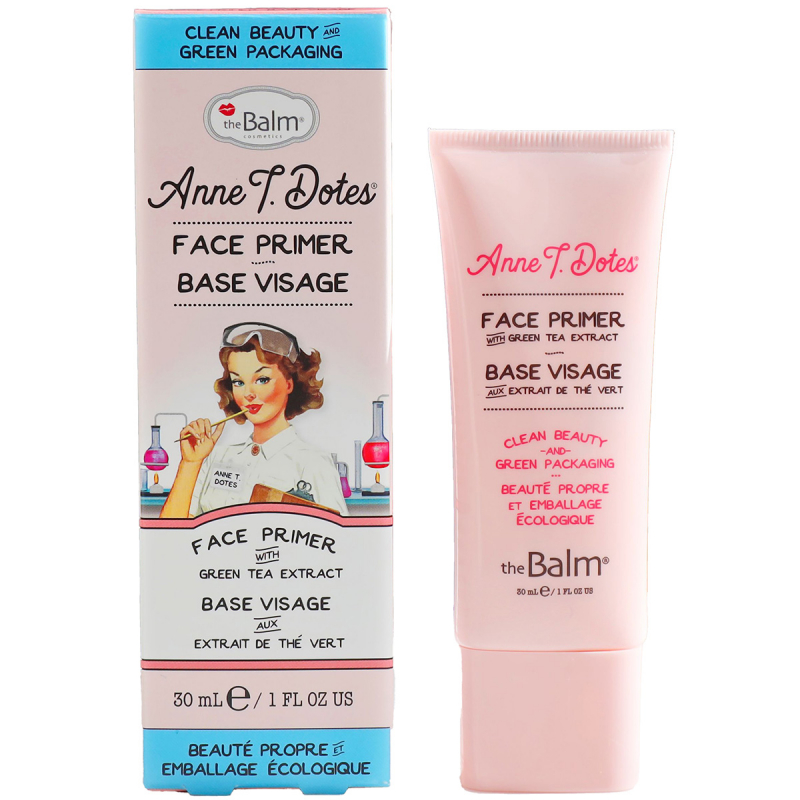 CLEAN BEAUTY AND
GREEN PACKAGING
theBalm®
cosmetics
Anne T. Dotes®
FACE PRIMER
BASE VISAGE
ANNE T.
DOTES
FACE PRIMER
WITH
GREEN TEA EXTRACT
BASE VISAGE
AUX
EXTRAIT DE THÉ VERT
30 mL ℮ / 1 FL OZ US
BEAUTÉ PROPRE ET
EMBALLAGE ÉCOLOGIQUE
Anne T. Dotes®
FACE PRIMER
WITH GREEN TEA EXTRACT
BASE VISAGE
AUX EXTRAIT DE THÉ VERT
CLEAN BEAUTY
-AND-
GREEN PACKAGING
BEAUTÉ PROPRE
ET EMBALLAGE
ÉCOLOGIQUE
theBalm®
30 mL ℮ / 1 FL OZ US